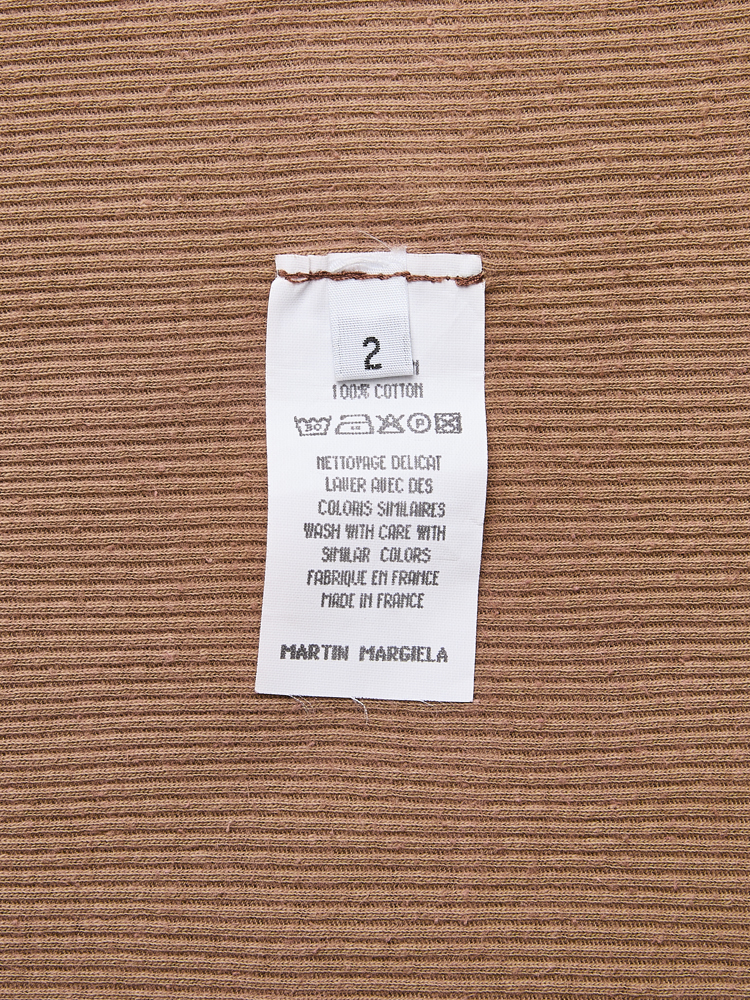 2
100% COTTON
30 P
NETTOYAGE DELICAT
LAVER AVEC DES
COLORIS SIMILAIRES
WASH WITH CARE WITH
SIMILAR COLORS
FABRIQUE EN FRANCE
MADE IN FRANCE
MARTIN MARGIELA